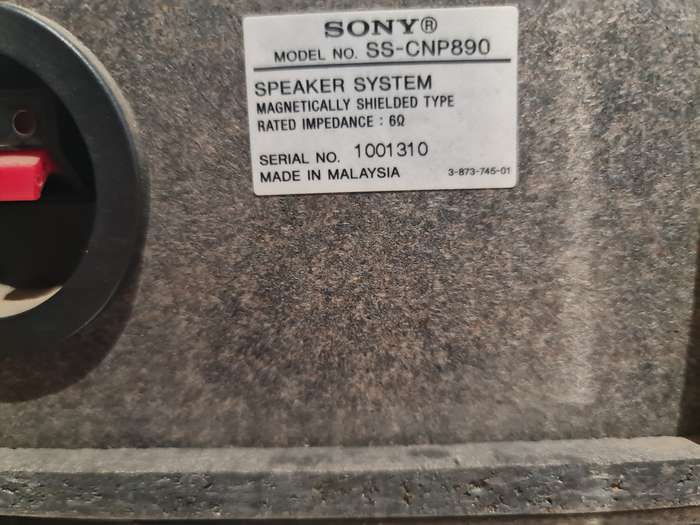 SONY®
MODEL NO. SS-CNP890
SPEAKER SYSTEM
MAGNETICALLY SHIELDED TYPE
RATED IMPEDANCE : 6Ω
SERIAL NO. 1001310
MADE IN MALAYSIA 3-873-745-01